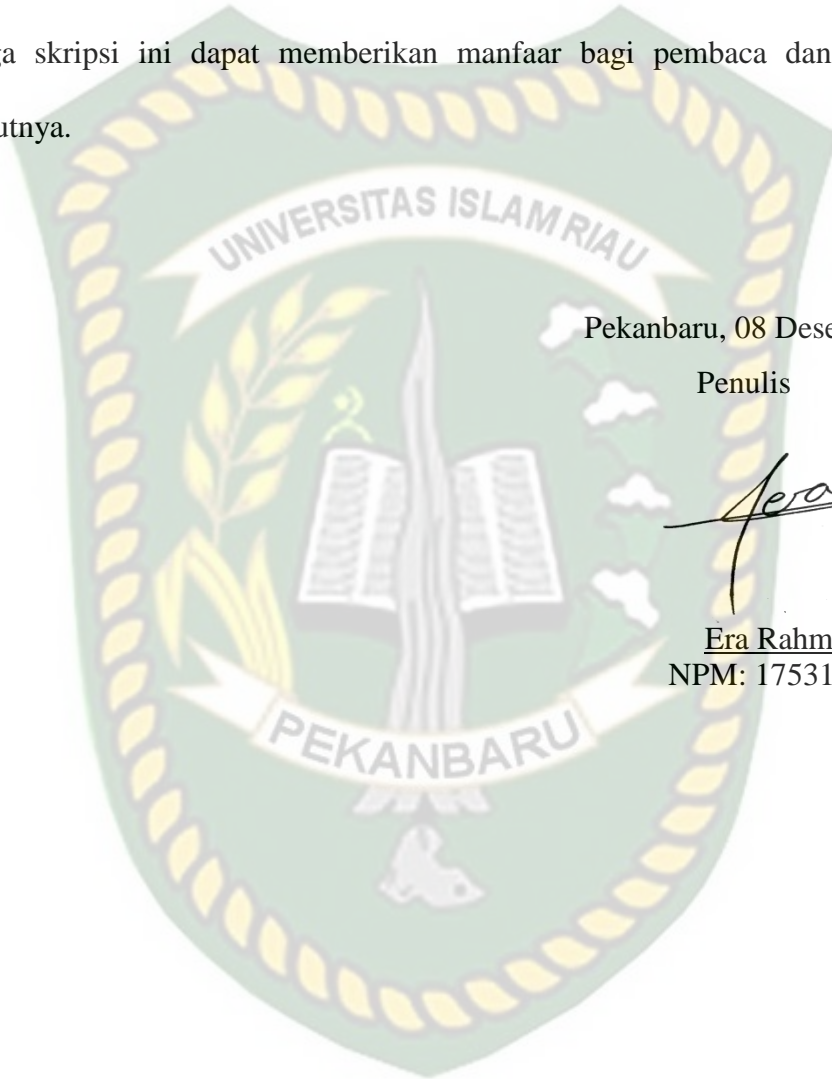 ga skripsi ini dapat memberikan manfaar bagi pembaca dan
utnya.
UNIVERSITAS ISLAM RIAU
Pekanbaru, 08 Dese
Penulis
Era Rahm
NPM: 17531
PEKANBARU